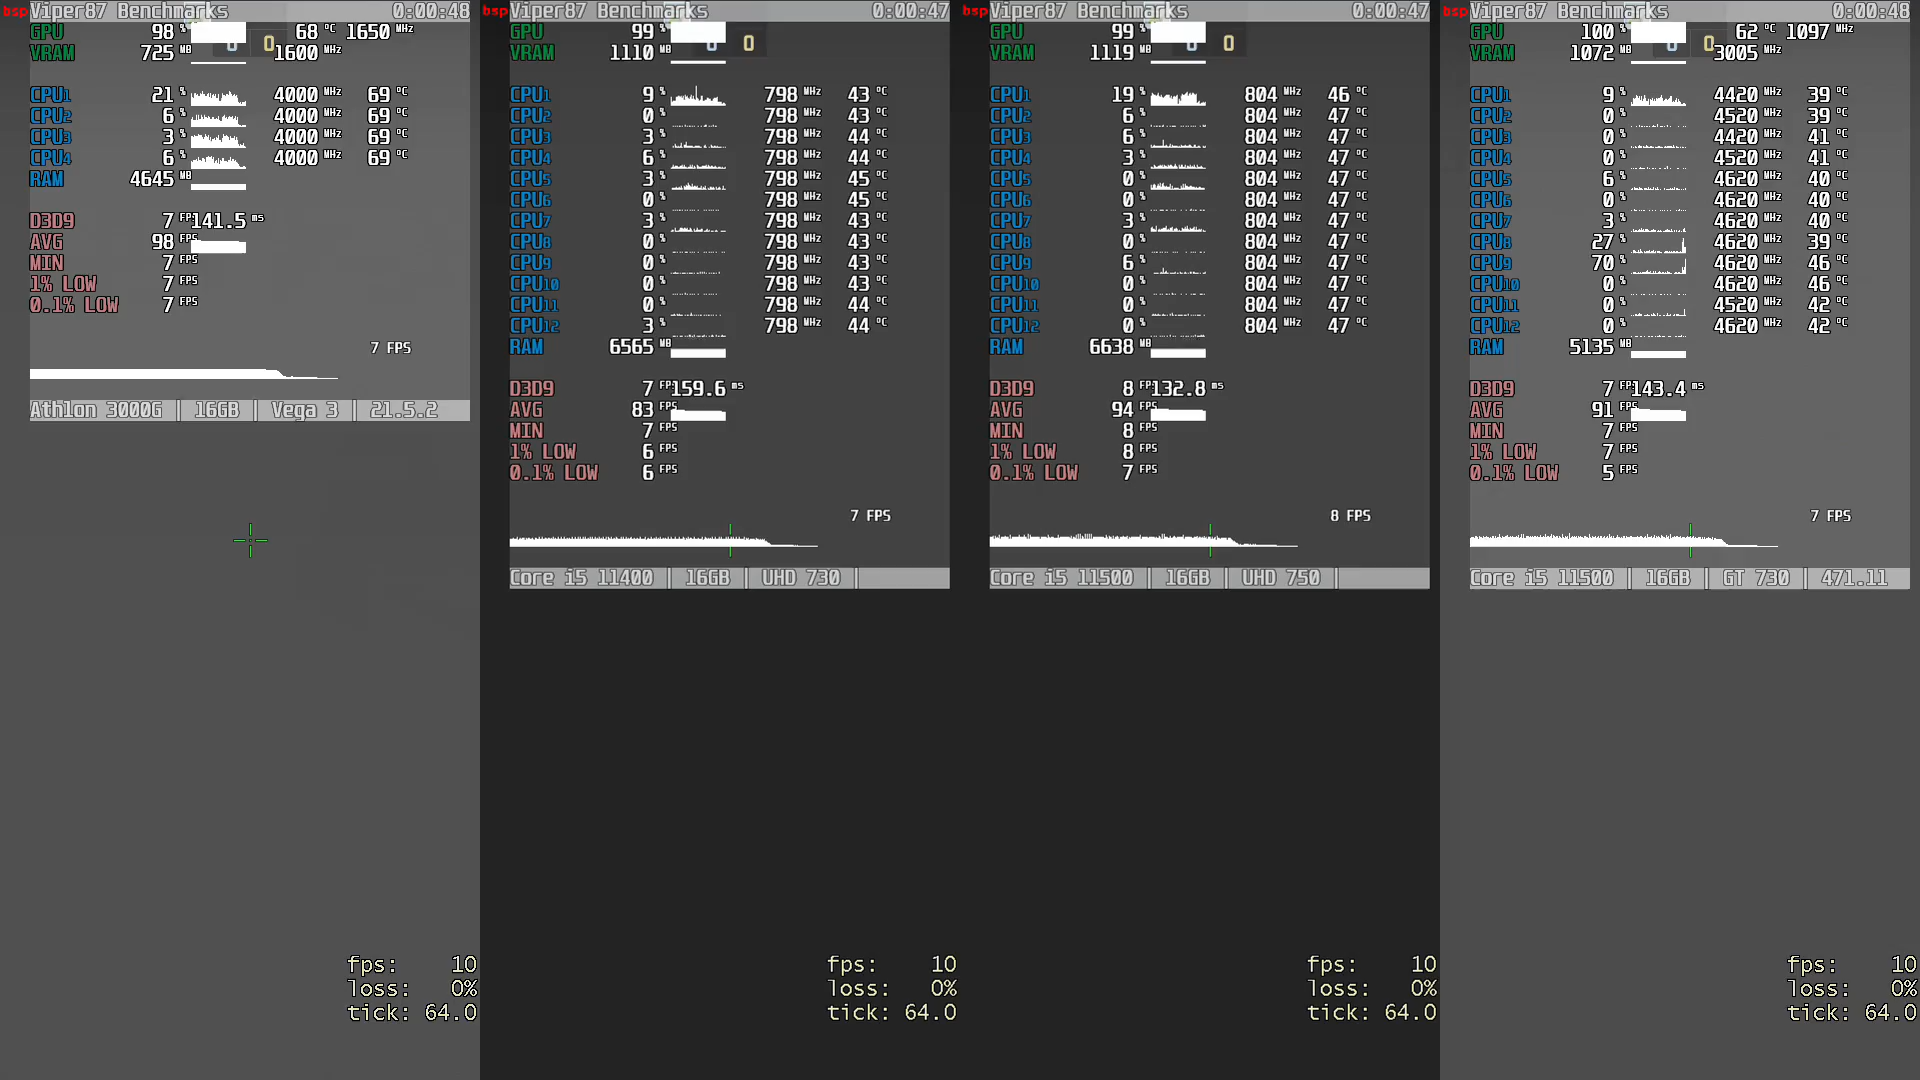 bsp Viper87 Benchmarks 0:00:48
GPU 98 % 68 °C 1650 MHz
0 0
VRAM 725 MB 1600 MHz
CPU1 21 % 4000 MHz 69 °C
CPU2 6 % 4000 MHz 69 °C
CPU3 3 % 4000 MHz 69 °C
CPU4 6 % 4000 MHz 69 °C
RAM 4645 MB
D3D9 7 FPS 141.5 ms
AVG 98 FPS
MIN 7 FPS
1% LOW 7 FPS
0.1% LOW 7 FPS
7 FPS
Athlon 3000G | 16GB | Vega 3 | 21.5.2
fps: 10
loss: 0%
tick: 64.0
bsp Viper87 Benchmarks 0:00:47
GPU 99 %
0 0
VRAM 1110 MB
CPU1 9 % 798 MHz 43 °C
CPU2 0 % 798 MHz 43 °C
CPU3 3 % 798 MHz 44 °C
CPU4 6 % 798 MHz 44 °C
CPU5 3 % 798 MHz 45 °C
CPU6 0 % 798 MHz 45 °C
CPU7 3 % 798 MHz 43 °C
CPU8 0 % 798 MHz 43 °C
CPU9 0 % 798 MHz 43 °C
CPU10 0 % 798 MHz 43 °C
CPU11 0 % 798 MHz 44 °C
CPU12 3 % 798 MHz 44 °C
RAM 6565 MB
D3D9 7 FPS 159.6 ms
AVG 83 FPS
MIN 7 FPS
1% LOW 6 FPS
0.1% LOW 6 FPS
7 FPS
Core i5 11400 | 16GB | UHD 730 |
fps: 10
loss: 0%
tick: 64.0
bsp Viper87 Benchmarks 0:00:47
GPU 99 %
0 0
VRAM 1119 MB
CPU1 19 % 804 MHz 46 °C
CPU2 6 % 804 MHz 47 °C
CPU3 6 % 804 MHz 47 °C
CPU4 3 % 804 MHz 47 °C
CPU5 0 % 804 MHz 47 °C
CPU6 0 % 804 MHz 47 °C
CPU7 3 % 804 MHz 47 °C
CPU8 0 % 804 MHz 47 °C
CPU9 6 % 804 MHz 47 °C
CPU10 0 % 804 MHz 47 °C
CPU11 0 % 804 MHz 47 °C
CPU12 0 % 804 MHz 47 °C
RAM 6638 MB
D3D9 8 FPS 132.8 ms
AVG 94 FPS
MIN 8 FPS
1% LOW 8 FPS
0.1% LOW 7 FPS
8 FPS
Core i5 11500 | 16GB | UHD 750 |
fps: 10
loss: 0%
tick: 64.0
bsp Viper87 Benchmarks 0:00:48
GPU 100 % 62 °C 1097 MHz
0 0
VRAM 1072 MB 3005 MHz
CPU1 9 % 4420 MHz 39 °C
CPU2 0 % 4520 MHz 39 °C
CPU3 0 % 4420 MHz 41 °C
CPU4 0 % 4520 MHz 41 °C
CPU5 6 % 4620 MHz 40 °C
CPU6 0 % 4620 MHz 40 °C
CPU7 3 % 4620 MHz 40 °C
CPU8 27 % 4620 MHz 39 °C
CPU9 70 % 4620 MHz 46 °C
CPU10 0 % 4620 MHz 46 °C
CPU11 0 % 4520 MHz 42 °C
CPU12 0 % 4620 MHz 42 °C
RAM 5135 MB
D3D9 7 FPS 143.4 ms
AVG 91 FPS
MIN 7 FPS
1% LOW 7 FPS
0.1% LOW 5 FPS
7 FPS
Core i5 11500 | 16GB | GT 730 | 471.11
fps: 10
loss: 0%
tick: 64.0